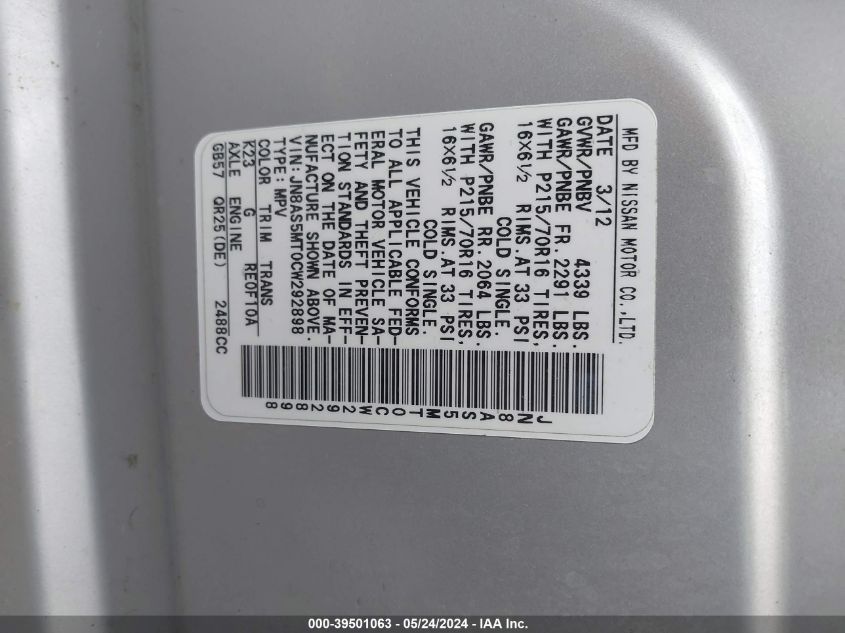 MFD BY NISSAN MOTOR CO.,LTD.
DATE 3/12
GVWR/PNBV 4339 LBS.
GAWR/PNBE FR. 2291 LBS.
WITH P215/70R16 TIRES,
16X6½ RIMS.AT 33 PSI
COLD SINGLE.
GAWR/PNBE RR. 2064 LBS.
WITH P215/70R16 TIRES,
16X6½ RIMS.AT 33 PSI
COLD SINGLE.
THIS VEHICLE CONFORMS
TO ALL APPLICABLE FED-
ERAL MOTOR VEHICLE SA-
FETY AND THEFT PREVEN-
TION STANDARDS IN EFF-
ECT ON THE DATE OF MA-
NUFACTURE SHOWN ABOVE.
VIN: JN8AS5MT0CW292898
TYPE: MPV
COLOR TRIM TRANS
K23 G RE0F10A
AXLE ENGINE
GB57 QR25(DE) 2488CC
JN8AS5MT0CW292898
000-39501063 - 05/24/2024 - IAA Inc.